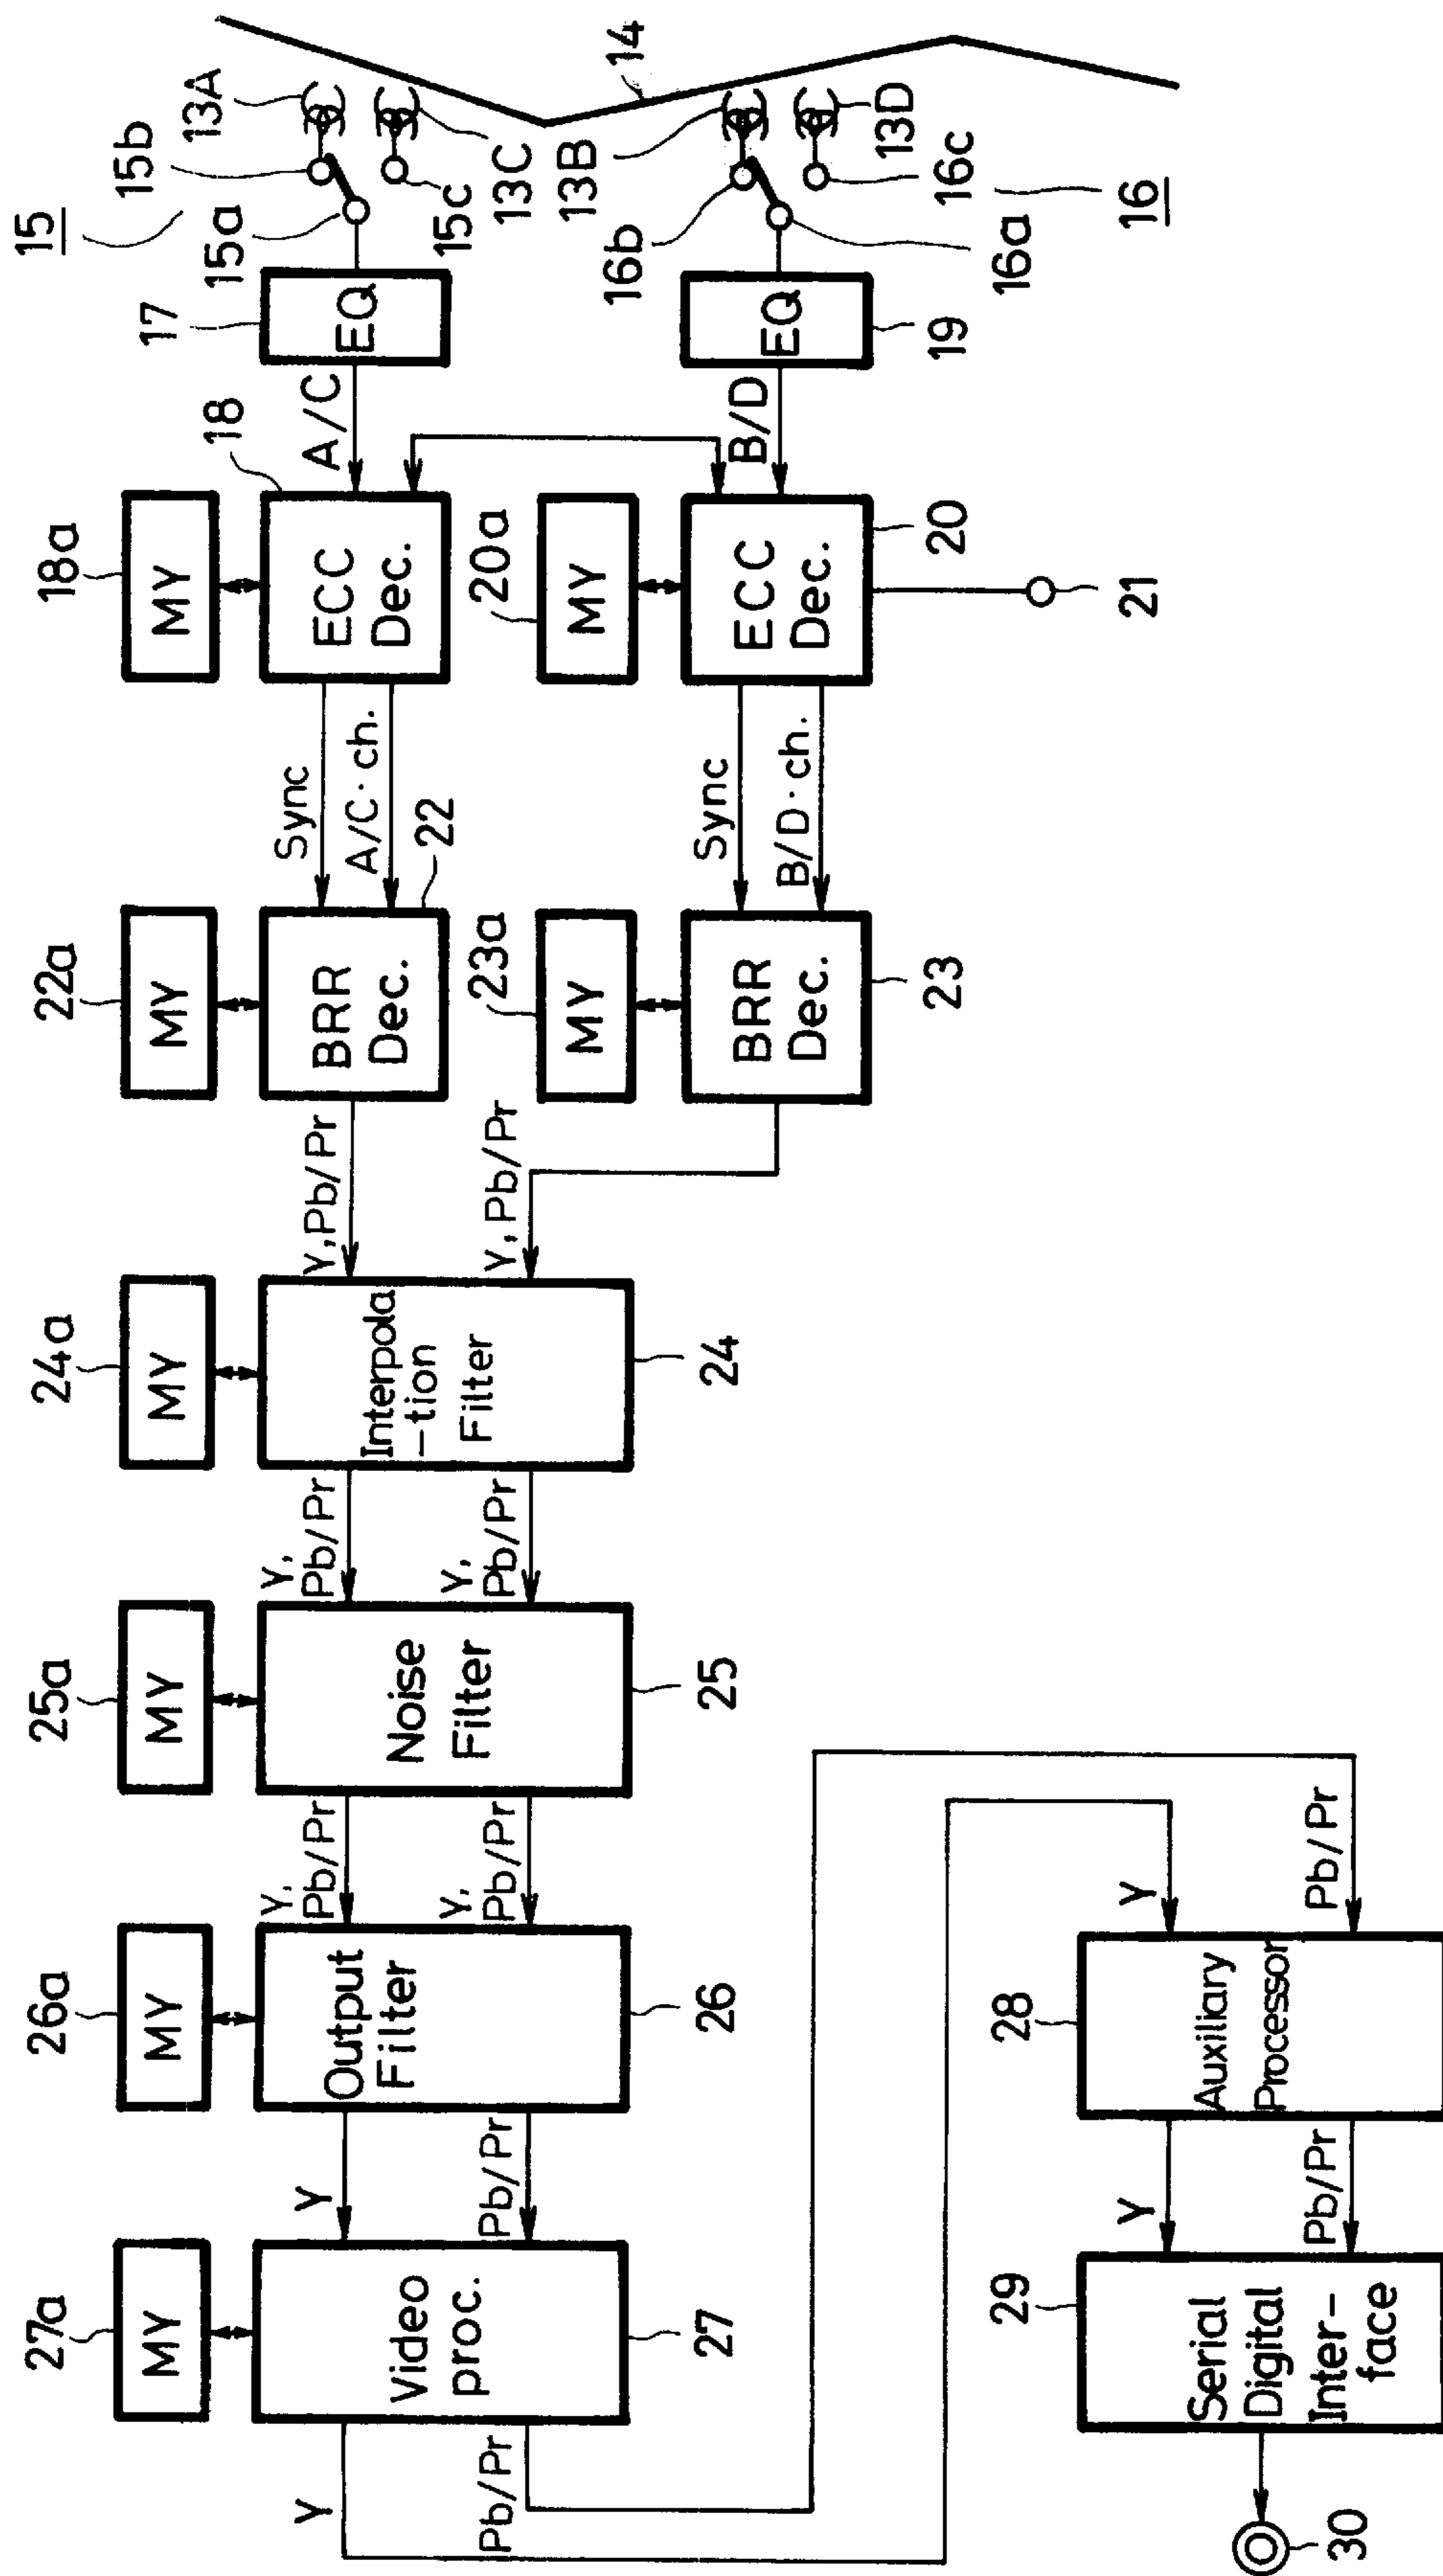 15
15b
13A
15a
15c
13C
14
13B
13D
16b
16a
16c
16
17
EQ
EQ
19
A/C
B/D
18a
MY
18
ECC
Dec.
20a
MY
ECC
Dec.
20
21
Sync
A/C·ch.
Sync
B/D·ch.
22a
MY
BRR
Dec.
22
23a
MY
BRR
Dec.
23
Y,Pb/Pr
Y,Pb/Pr
24a
MY
Interpola
-tion
Filter
24
Y,
Pb/Pr
Y,
Pb/Pr
25a
MY
Noise
Filter
25
Y,
Pb/Pr
Y,
Pb/Pr
26a
MY
Output
Filter
26
Y
Pb/Pr
27a
MY
Video
proc.
27
Y
Pb/Pr
Y
Pb/Pr
28
Auxiliary
Processor
Y
Pb/Pr
29
Serial
Digital
Inter-
face
30